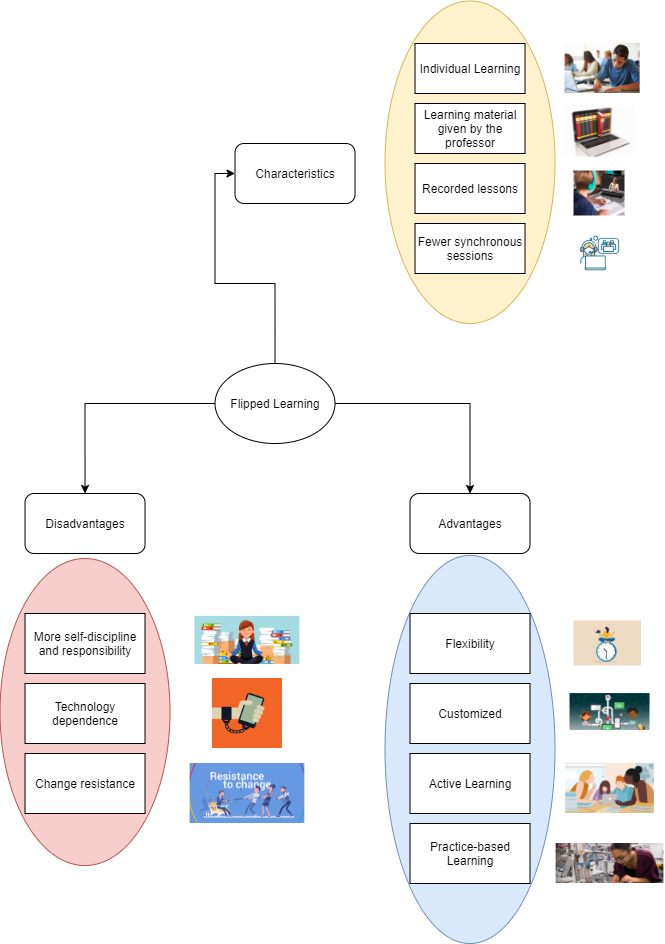 Individual Learning
Learning material
given by the
professor
Characteristics
Recorded lessons
Fewer synchronous
sessions
Flipped Learning
Disadvantages
Advantages
More self-discipline
and responsibility
Flexibility
Technology
dependence
Customized
Change resistance
Resistance
to change
Active Learning
Practice-based
Learning